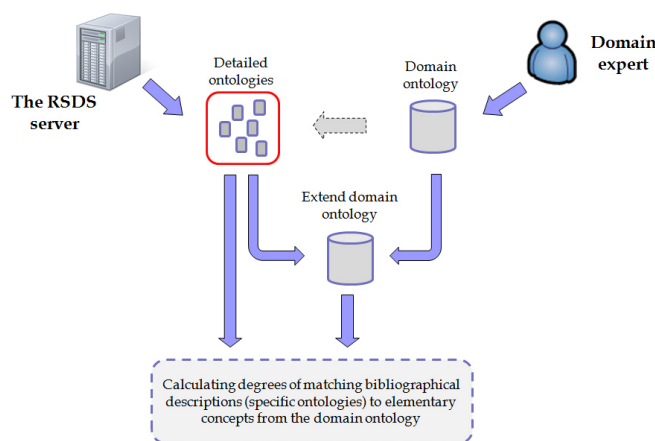 Domain
expert
Detailed
ontologies
Domain
ontology
The RSDS
server
Extend domain
ontology
Calculating degrees of matching bibliographical
descriptions (specific ontologies) to elementary
concepts from the domain ontology